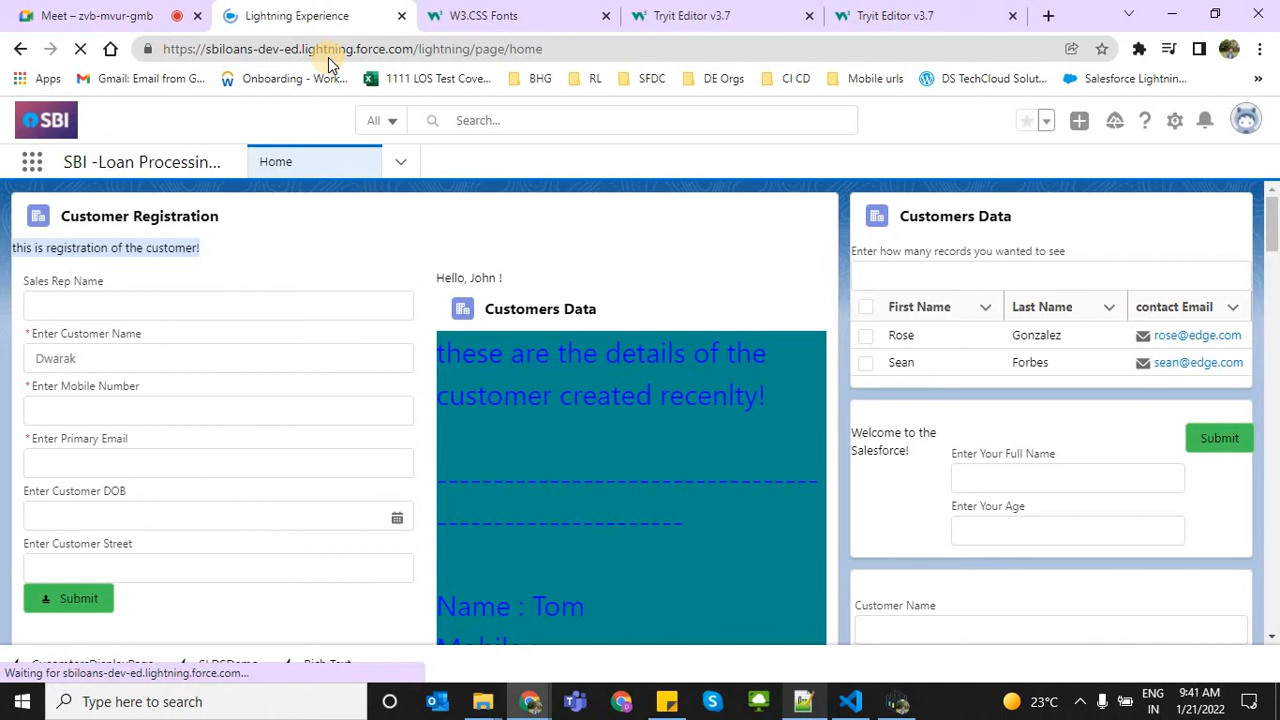 Meet – zvb-mvur-gmb
Lightning Experience
W3.CSS Fonts
Tryit Editor v3.7
Tryit Editor v3.7
https://sbiloans-dev-ed.lightning.force.com/lightning/page/home
Apps
Gmail: Email from G...
Onboarding - Work...
1111 LOS Test Cove...
BHG
RL
SFDC
DE Orgs
CI CD
Mobile urls
DS TechCloud Solut...
Salesforce Lightnin...
SBI
All
Search...
SBI -Loan Processin...
Home
Customer Registration
this is registration of the customer!
Sales Rep Name
*Enter Customer Name
Dwarak
*Enter Mobile Number
*Enter Primary Email
Enter Customer DOB
Enter Customer Street
Submit
Hello, John !
Customers Data
these are the details of the
customer created recenlty!
--------------------------------
---------------------
Name : Tom
Customers Data
Enter how many records you wanted to see
First Name Last Name contact Email
Rose Gonzalez rose@edge.com
Sean Forbes sean@edge.com
Welcome to the
Salesforce!
Enter Your Full Name
Enter Your Age
Submit
Customer Name
Waiting for sbiloans-dev-ed.lightning.force.com...
Type here to search
23°C
ENG
IN
9:41 AM
1/21/2022